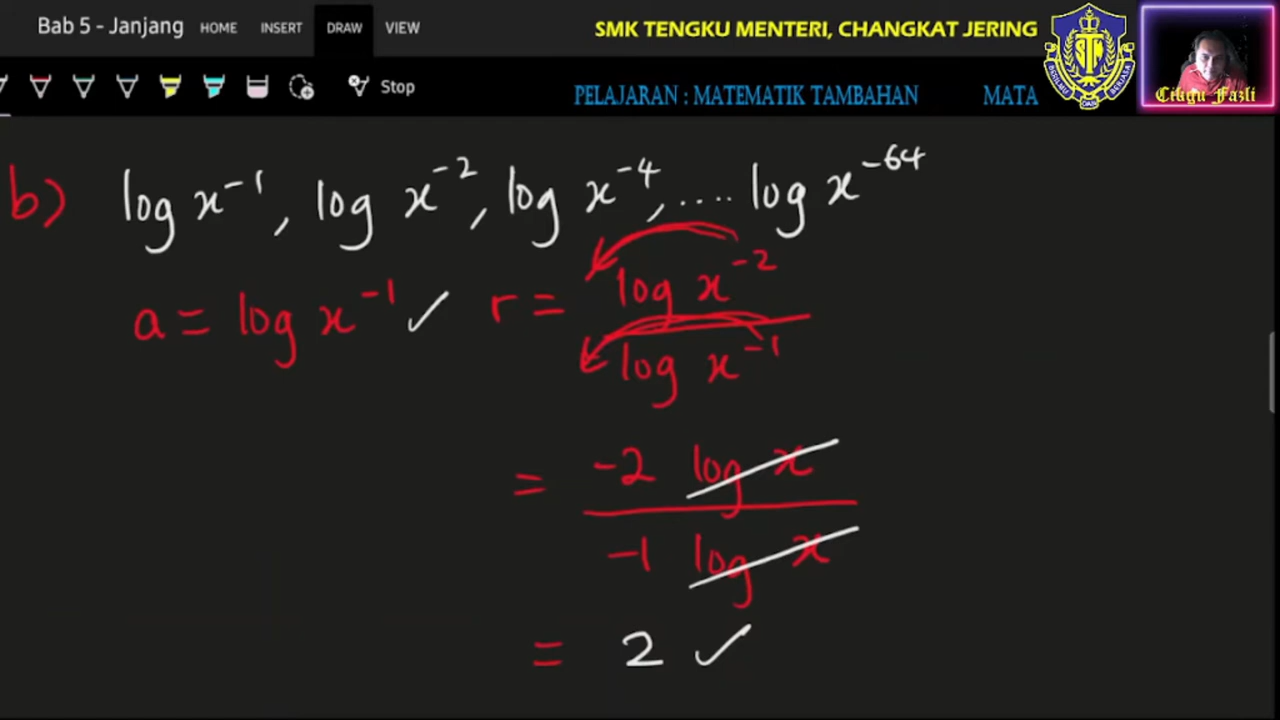 Bab 5 - Janjang HOME INSERT DRAW VIEW
SMK TENGKU MENTERI, CHANGKAT JERING
Stop
PELAJARAN : MATEMATIK TAMBAHAN MATA
Cikgu Fazli
b) log x⁻¹, log x⁻², log x⁻⁴, .... log x⁻⁶⁴
a = log x⁻¹ ✓ r = log x⁻²
log x⁻¹
= -2 log x
-1 log x
= 2 ✓